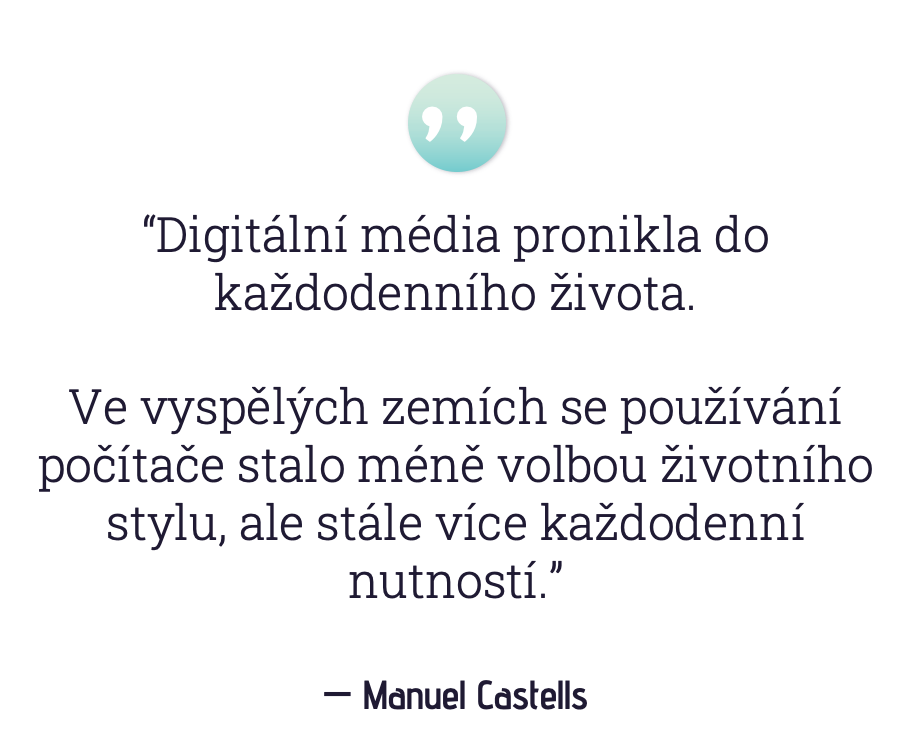 “Digitální média pronikla do
každodenního života.
Ve vyspělých zemích se používání
počítače stalo méně volbou životního
stylu, ale stále více každodenní
nutností.”
— Manuel Castells